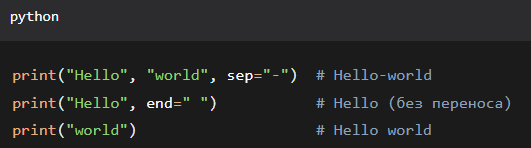 python
print("Hello", "world", sep="-")  # Hello-world
print("Hello", end=" ")           # Hello (без переноса)
print("world")                    # Hello world